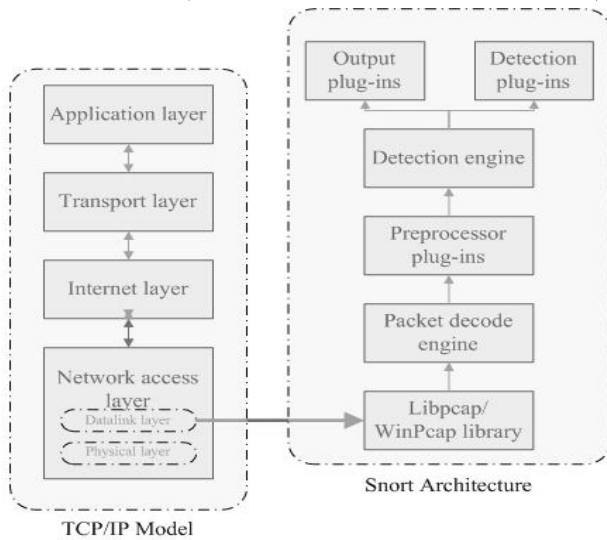 Application layer
Transport layer
Internet layer
Network access
layer
Datalink layer
Physical layer
TCP/IP Model
Output
plug-ins
Detection
plug-ins
Detection engine
Preprocessor
plug-ins
Packet decode
engine
Libpcap/
WinPcap library
Snort Architecture